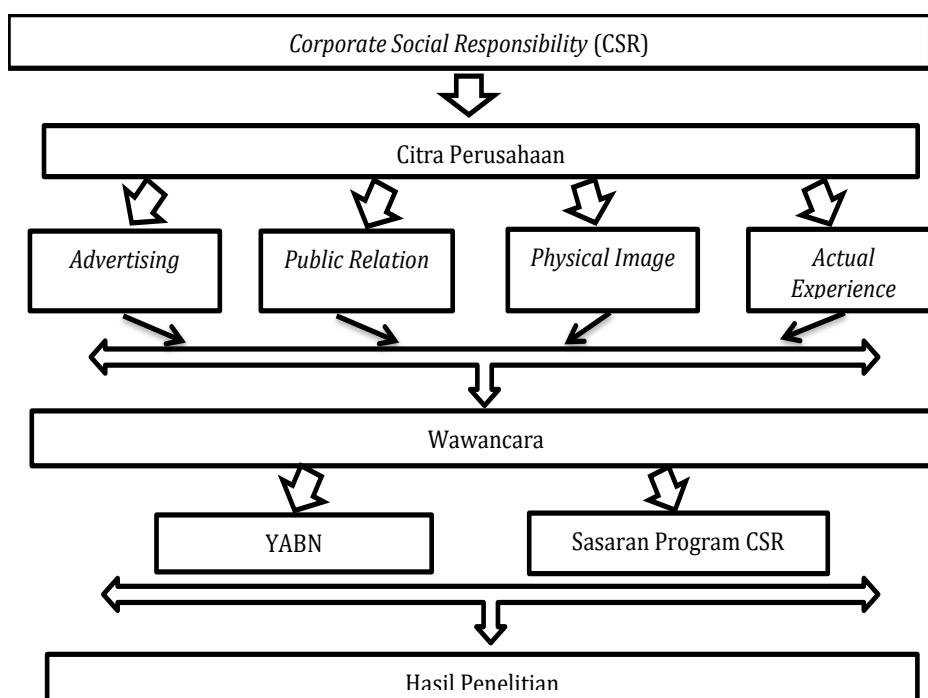 Corporate Social Responsibility (CSR)
Citra Perusahaan
Advertising
Public Relation
Physical Image
Actual
Experience
Wawancara
YABN
Sasaran Program CSR
Hasil Penelitian